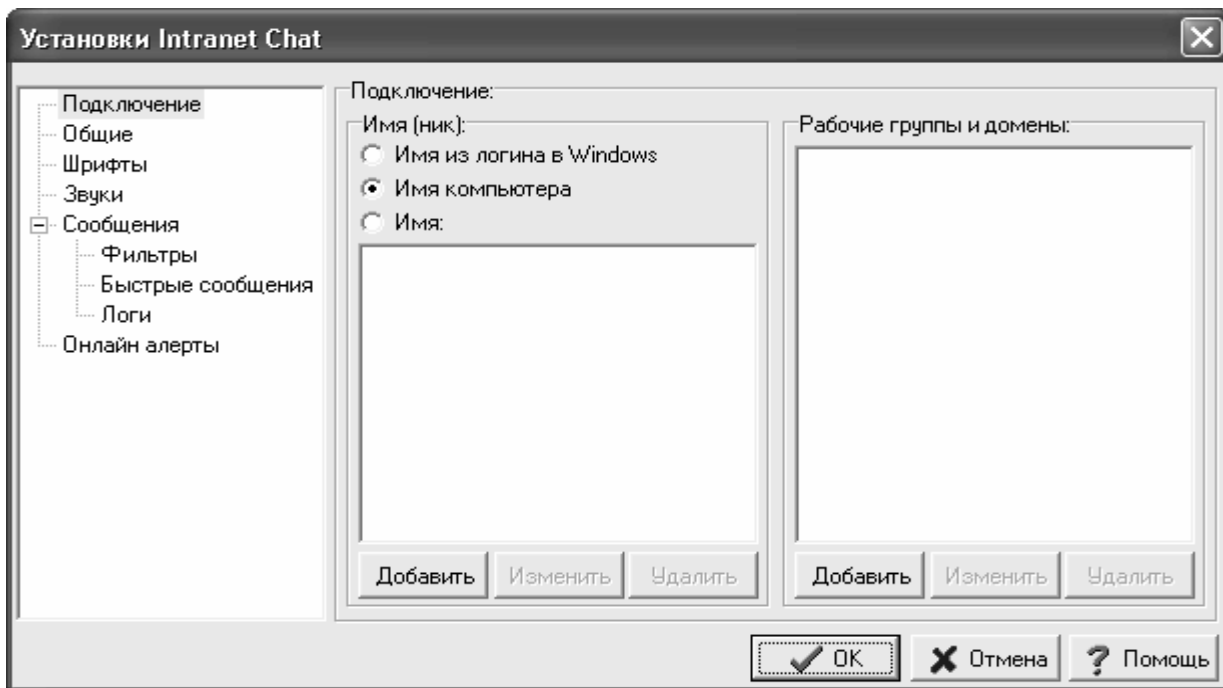 Установки Intranet Chat
Подключение
Общие
Шрифты
Звуки
Сообщения
Фильтры
Быстрые сообщения
Логи
Онлайн алерты
Подключение:
Имя (ник):
Имя из логина в Windows
Имя компьютера
Имя:
Добавить Изменить Удалить
Рабочие группы и домены:
Добавить Изменить Удалить
OK Отмена ? Помощь